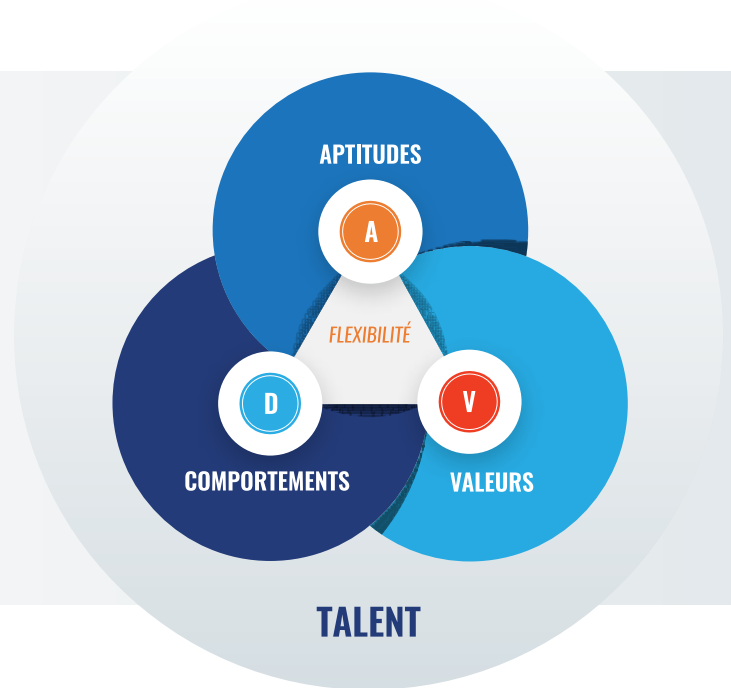 APTITUDES
A
FLEXIBILITÉ
D
V
COMPORTEMENTS
VALEURS
TALENT